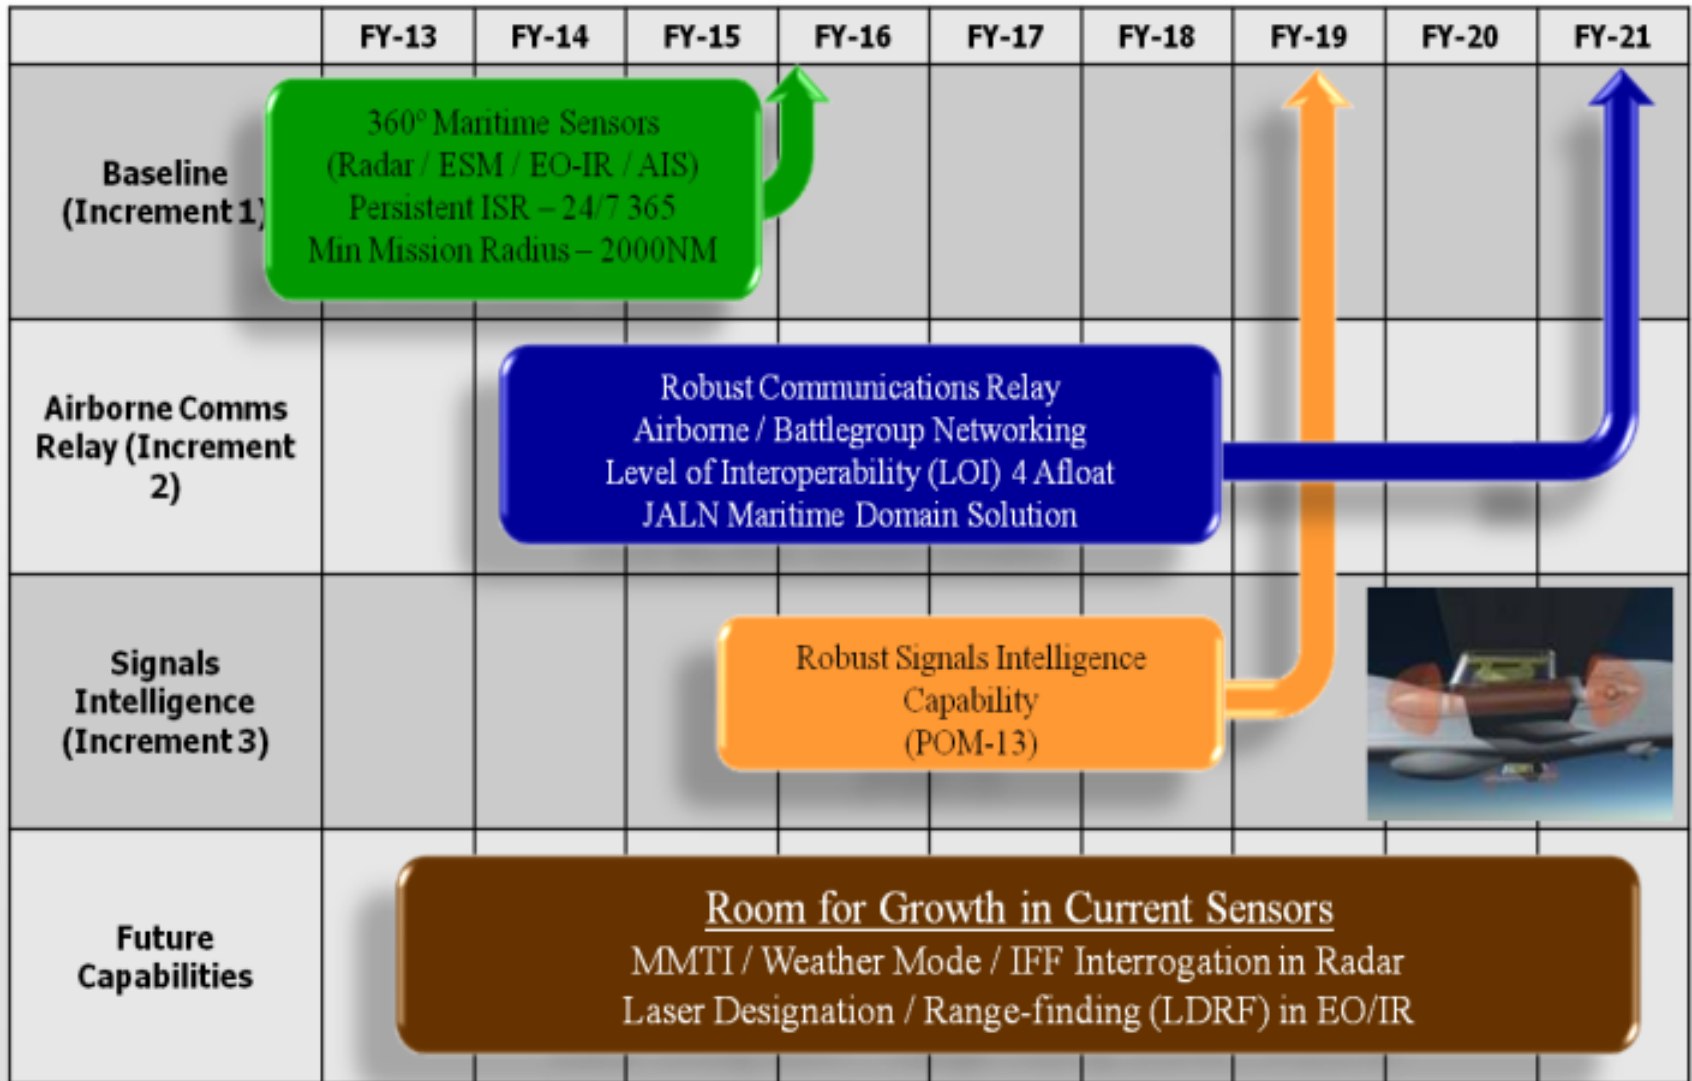 FY-13 FY-14 FY-15 FY-16 FY-17 FY-18 FY-19 FY-20 FY-21
Baseline
(Increment 1)
360° Maritime Sensors
(Radar / ESM / EO-IR / AIS)
Persistent ISR – 24/7 365
Min Mission Radius – 2000NM
Airborne Comms
Relay (Increment
2)
Robust Communications Relay
Airborne / Battlegroup Networking
Level of Interoperability (LOI) 4 Afloat
JALN Maritime Domain Solution
Signals
Intelligence
(Increment 3)
Robust Signals Intelligence
Capability
(POM-13)
Future
Capabilities
Room for Growth in Current Sensors
MMTI / Weather Mode / IFF Interrogation in Radar
Laser Designation / Range-finding (LDRF) in EO/IR